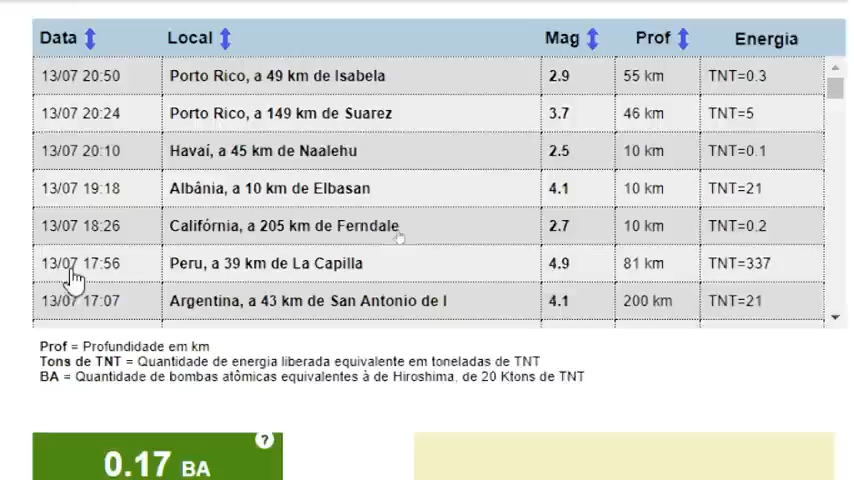 Data Local Mag Prof Energia
13/07 20:50 Porto Rico, a 49 km de Isabela 2.9 55 km TNT=0.3
13/07 20:24 Porto Rico, a 149 km de Suarez 3.7 46 km TNT=5
13/07 20:10 Havaí, a 45 km de Naalehu 2.5 10 km TNT=0.1
13/07 19:18 Albânia, a 10 km de Elbasan 4.1 10 km TNT=21
13/07 18:26 Califórnia, a 205 km de Ferndale 2.7 10 km TNT=0.2
13/07 17:56 Peru, a 39 km de La Capilla 4.9 81 km TNT=337
13/07 17:07 Argentina, a 43 km de San Antonio de l 4.1 200 km TNT=21
Prof = Profundidade em km
Tons de TNT = Quantidade de energia liberada equivalente em toneladas de TNT
BA = Quantidade de bombas atômicas equivalentes à de Hiroshima, de 20 Ktons de TNT
?
0.17 BA